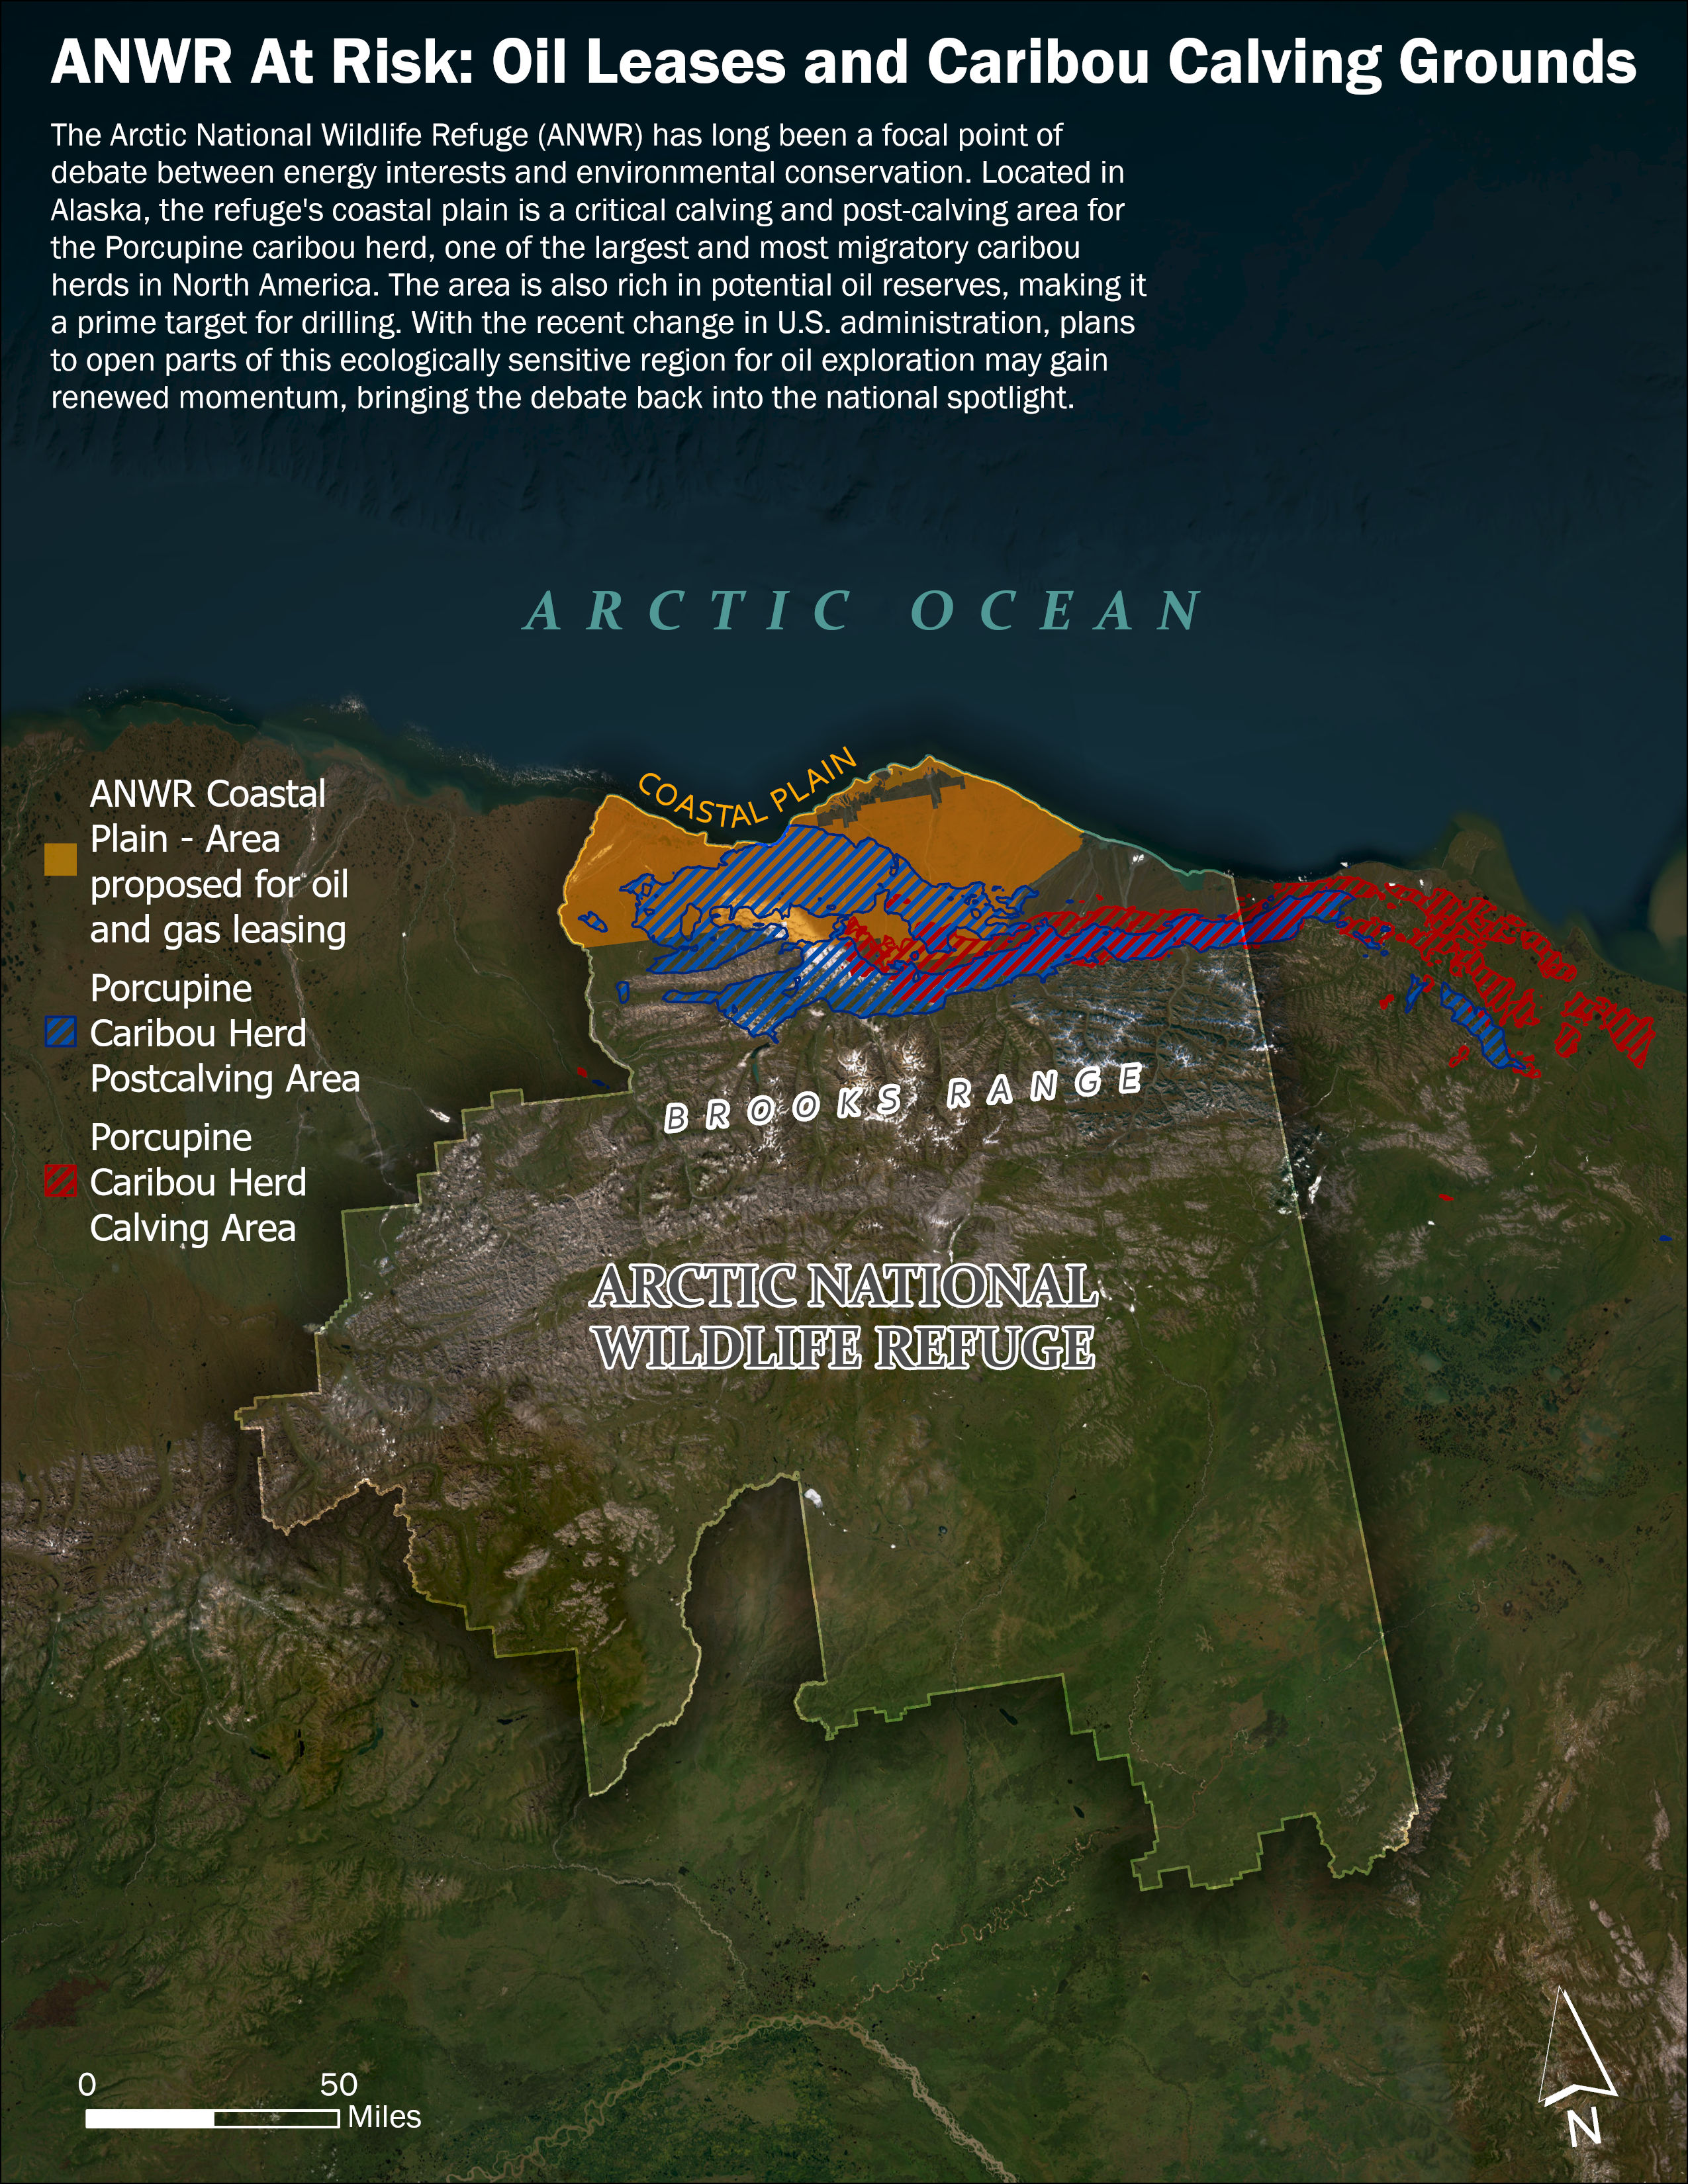 ANWR At Risk: Oil Leases and Caribou Calving Grounds
The Arctic National Wildlife Refuge (ANWR) has long been a focal point of
debate between energy interests and environmental conservation. Located in
Alaska, the refuge's coastal plain is a critical calving and post-calving area for
the Porcupine caribou herd, one of the largest and most migratory caribou
herds in North America. The area is also rich in potential oil reserves, making it
a prime target for drilling. With the recent change in U.S. administration, plans
to open parts of this ecologically sensitive region for oil exploration may gain
renewed momentum, bringing the debate back into the national spotlight.
ARCTIC OCEAN
COASTAL PLAIN
ANWR Coastal
Plain - Area
proposed for oil
and gas leasing
Porcupine
Caribou Herd
Postcalving Area
Porcupine
Caribou Herd
Calving Area
BROOKS RANGE
ARCTIC NATIONAL
WILDLIFE REFUGE
0 50
Miles
N